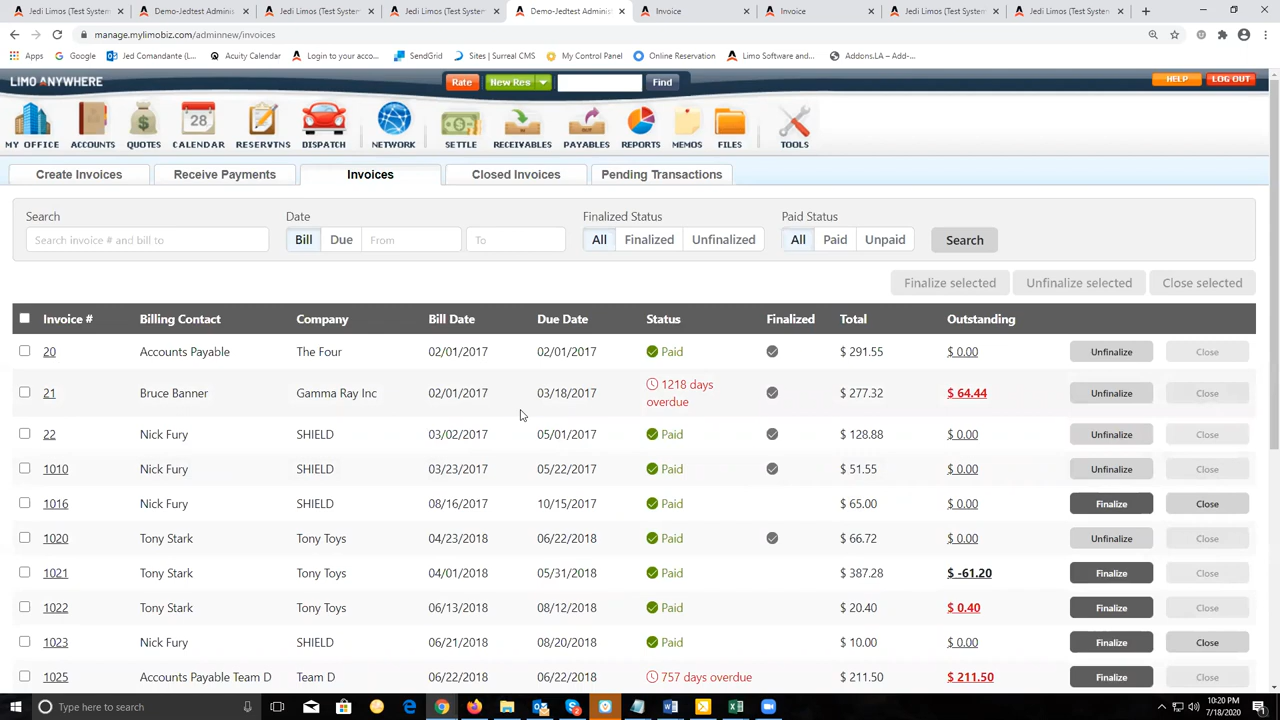 Jedi Limos (Test System
Demo-Jedtest Adminis
Jedi Limos (Test System
Jedi Limos (Test System
Demo-Jedtest Adminis
Invoice
Invoice
Jedi Limos (Test System
Jedi Limos (Test System
manage.mylimobiz.com/adminnew/invoices
Apps
Google
Jed Comandante (L...
Acuity Calendar
Login to your acco...
SendGrid
Sites | Surreal CMS
My Control Panel
Online Reservation
Limo Software and...
Addons.LA – Add-...
LIMO ANYWHERE
Rate
New Res
Find
HELP
LOG OUT
28
MY OFFICE ACCOUNTS QUOTES CALENDAR RESERVTNS DISPATCH NETWORK SETTLE RECEIVABLES PAYABLES REPORTS MEMOS FILES TOOLS
Create Invoices Receive Payments Invoices Closed Invoices Pending Transactions
Search Date Finalized Status Paid Status
Search invoice # and bill to Bill Due From To All Finalized Unfinalized All Paid Unpaid Search
Finalize selected Unfinalize selected Close selected
Invoice # Billing Contact Company Bill Date Due Date Status Finalized Total Outstanding
20 Accounts Payable The Four 02/01/2017 02/01/2017 Paid $ 291.55 $ 0.00 Unfinalize Close
21 Bruce Banner Gamma Ray Inc 02/01/2017 03/18/2017 1218 days overdue $ 277.32 $ 64.44 Unfinalize Close
22 Nick Fury SHIELD 03/02/2017 05/01/2017 Paid $ 128.88 $ 0.00 Unfinalize Close
1010 Nick Fury SHIELD 03/23/2017 05/22/2017 Paid $ 51.55 $ 0.00 Unfinalize Close
1016 Nick Fury SHIELD 08/16/2017 10/15/2017 Paid $ 65.00 $ 0.00 Finalize Close
1020 Tony Stark Tony Toys 04/23/2018 06/22/2018 Paid $ 66.72 $ 0.00 Unfinalize Close
1021 Tony Stark Tony Toys 04/01/2018 05/31/2018 Paid $ 387.28 $ -61.20 Finalize Close
1022 Tony Stark Tony Toys 06/13/2018 08/12/2018 Paid $ 20.40 $ 0.40 Finalize Close
1023 Nick Fury SHIELD 06/21/2018 08/20/2018 Paid $ 10.00 $ 0.00 Finalize Close
1025 Accounts Payable Team D Team D 06/22/2018 06/22/2018 757 days overdue $ 211.50 $ 211.50 Finalize Close
Type here to search
10:20 PM
7/18/2020